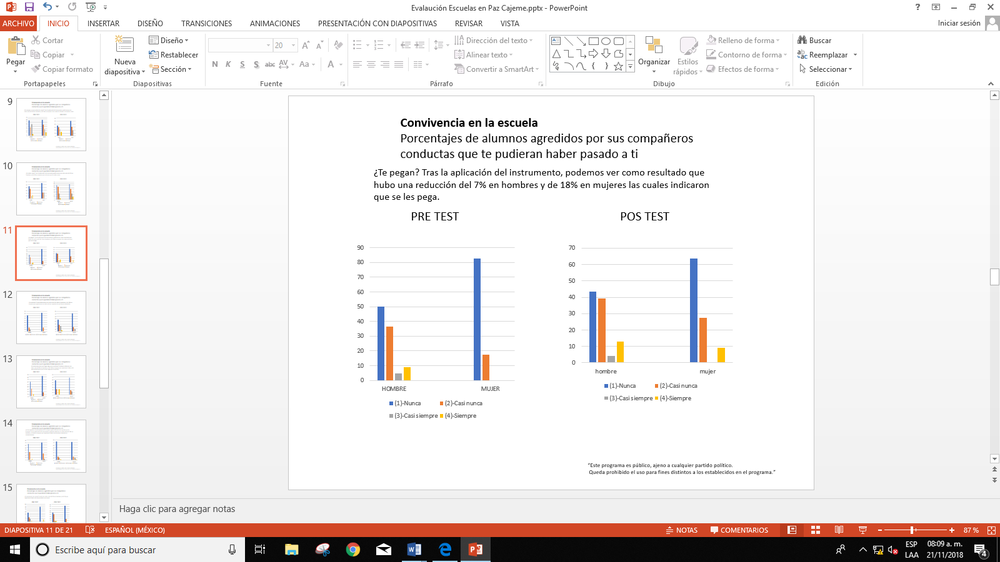 Evalaución Escuelas en Paz Cajeme.pptx - PowerPoint
?
ARCHIVO INICIO INSERTAR DISEÑO TRANSICIONES ANIMACIONES PRESENTACIÓN CON DIAPOSITIVAS REVISAR VISTA Iniciar sesión
Pegar
Cortar
Copiar
Copiar formato
Portapapeles
Nueva
diapositiva
Diseño
Restablecer
Sección
Diapositivas
20
N K S S abc AV Aa A
Fuente
Dirección del texto
Alinear texto
Convertir a SmartArt
Párrafo
Organizar
Estilos
rápidos
Relleno de forma
Contorno de forma
Efectos de forma
Dibujo
Buscar
Reemplazar
Seleccionar
Edición
9
10
11
12
13
14
15
Convivencia en la escuela
Porcentajes de alumnos agredidos por sus compañeros
conductas que te pudieran haber pasado a ti
¿Te pegan? Tras la aplicación del instrumento, podemos ver como resultado que
hubo una reducción del 7% en hombres y de 18% en mujeres las cuales indicaron
que se les pega.
PRE TEST
90
80
70
60
50
40
30
20
10
0
HOMBRE MUJER
(1)-Nunca (2)-Casi nunca
(3)-Casi siempre (4)-Siempre
POS TEST
70
60
50
40
30
20
10
0
hombre mujer
(1)-Nunca (2)-Casi nunca
(3)-Casi siempre (4)-Siempre
“Este programa es público, ajeno a cualquier partido político.
Queda prohibido el uso para fines distintos a los establecidos en el programa.”
Haga clic para agregar notas
DIAPOSITIVA 11 DE 21 ESPAÑOL (MÉXICO) NOTAS COMENTARIOS 87 %
Escribe aquí para buscar
ESP
LAA
08:09 a. m.
21/11/2018
4